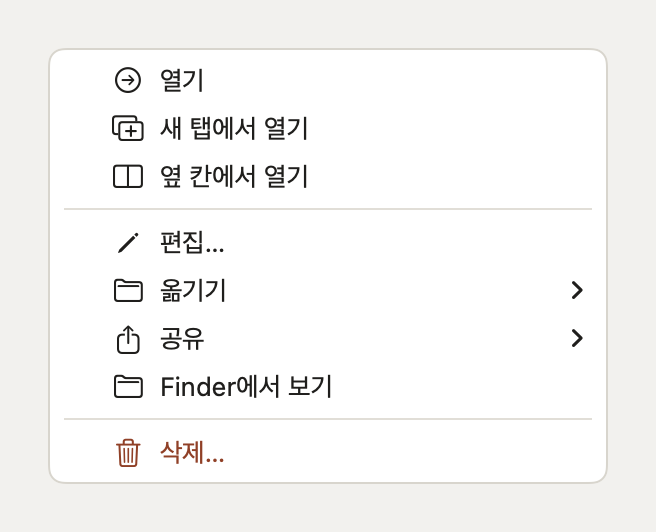 열기
새 탭에서 열기
옆 칸에서 열기
편집...
옮기기
공유
Finder에서 보기
삭제...